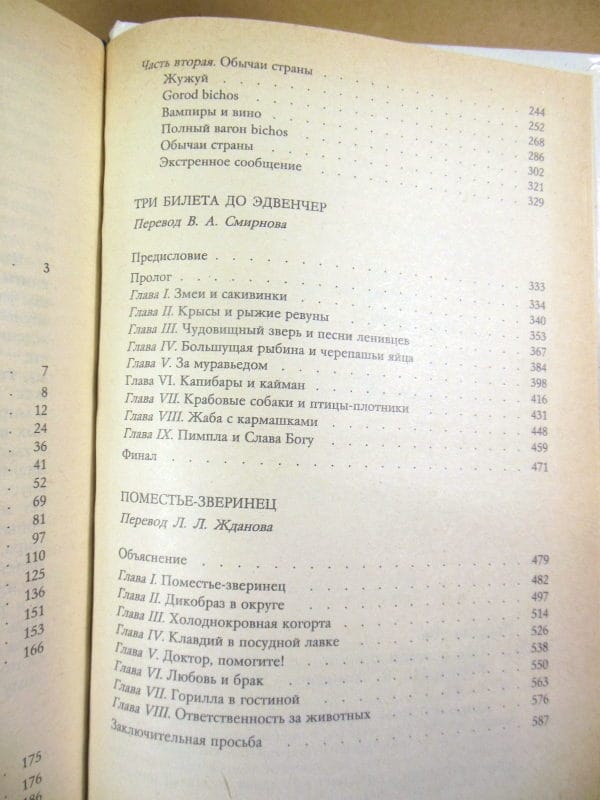 3
7
8
12
24
36
41
52
69
81
97
110
125
136
151
153
166
175
176
186
Часть вторая. Обычаи страны 244
Жужуй 252
Gorod bichos 268
Вампиры и вино 286
Полный вагон bichos 302
Обычаи страны 321
Экстренное сообщение 329
ТРИ БИЛЕТА ДО ЭДВЕНЧЕР
Перевод В. А. Смирнова
Предисловие 333
Пролог 334
Глава I. Змеи и сакивинки 340
Глава II. Крысы и рыжие ревуны 353
Глава III. Чудовищный зверь и песни ленивцев 367
Глава IV. Большущая рыбина и черепашьи яйца 384
Глава V. За муравьедом 398
Глава VI. Капибары и кайман 416
Глава VII. Крабовые собаки и птицы-плотники 431
Глава VIII. Жаба с кармашками 448
Глава IX. Пимпла и Слава Богу 459
Финал 471
ПОМЕСТЬЕ-ЗВЕРИНЕЦ
Перевод Л. Л. Жданова
Объяснение 479
Глава I. Поместье-зверинец 482
Глава II. Дикобраз в округе 497
Глава III. Холоднокровная когорта 514
Глава IV. Клавдий в посудной лавке 526
Глава V. Доктор, помогите! 538
Глава VI. Любовь и брак 550
Глава VII. Горилла в гостиной 563
Глава VIII. Ответственность за животных 576
Заключительная просьба 587